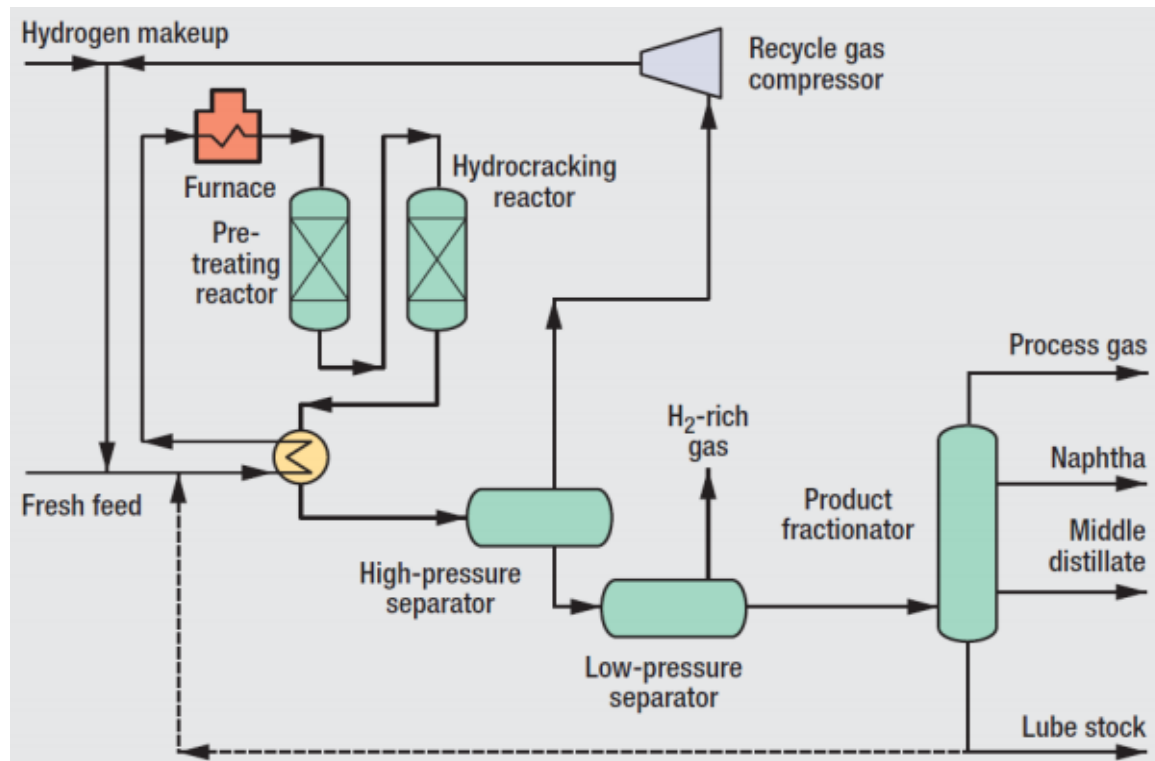 Hydrogen makeup
Recycle gas
compressor
Furnace
Hydrocracking
reactor
Pre-
treating
reactor
Process gas
H₂-rich
gas
Naphtha
Fresh feed
Product
fractionator
Middle
distillate
High-pressure
separator
Low-pressure
separator
Lube stock